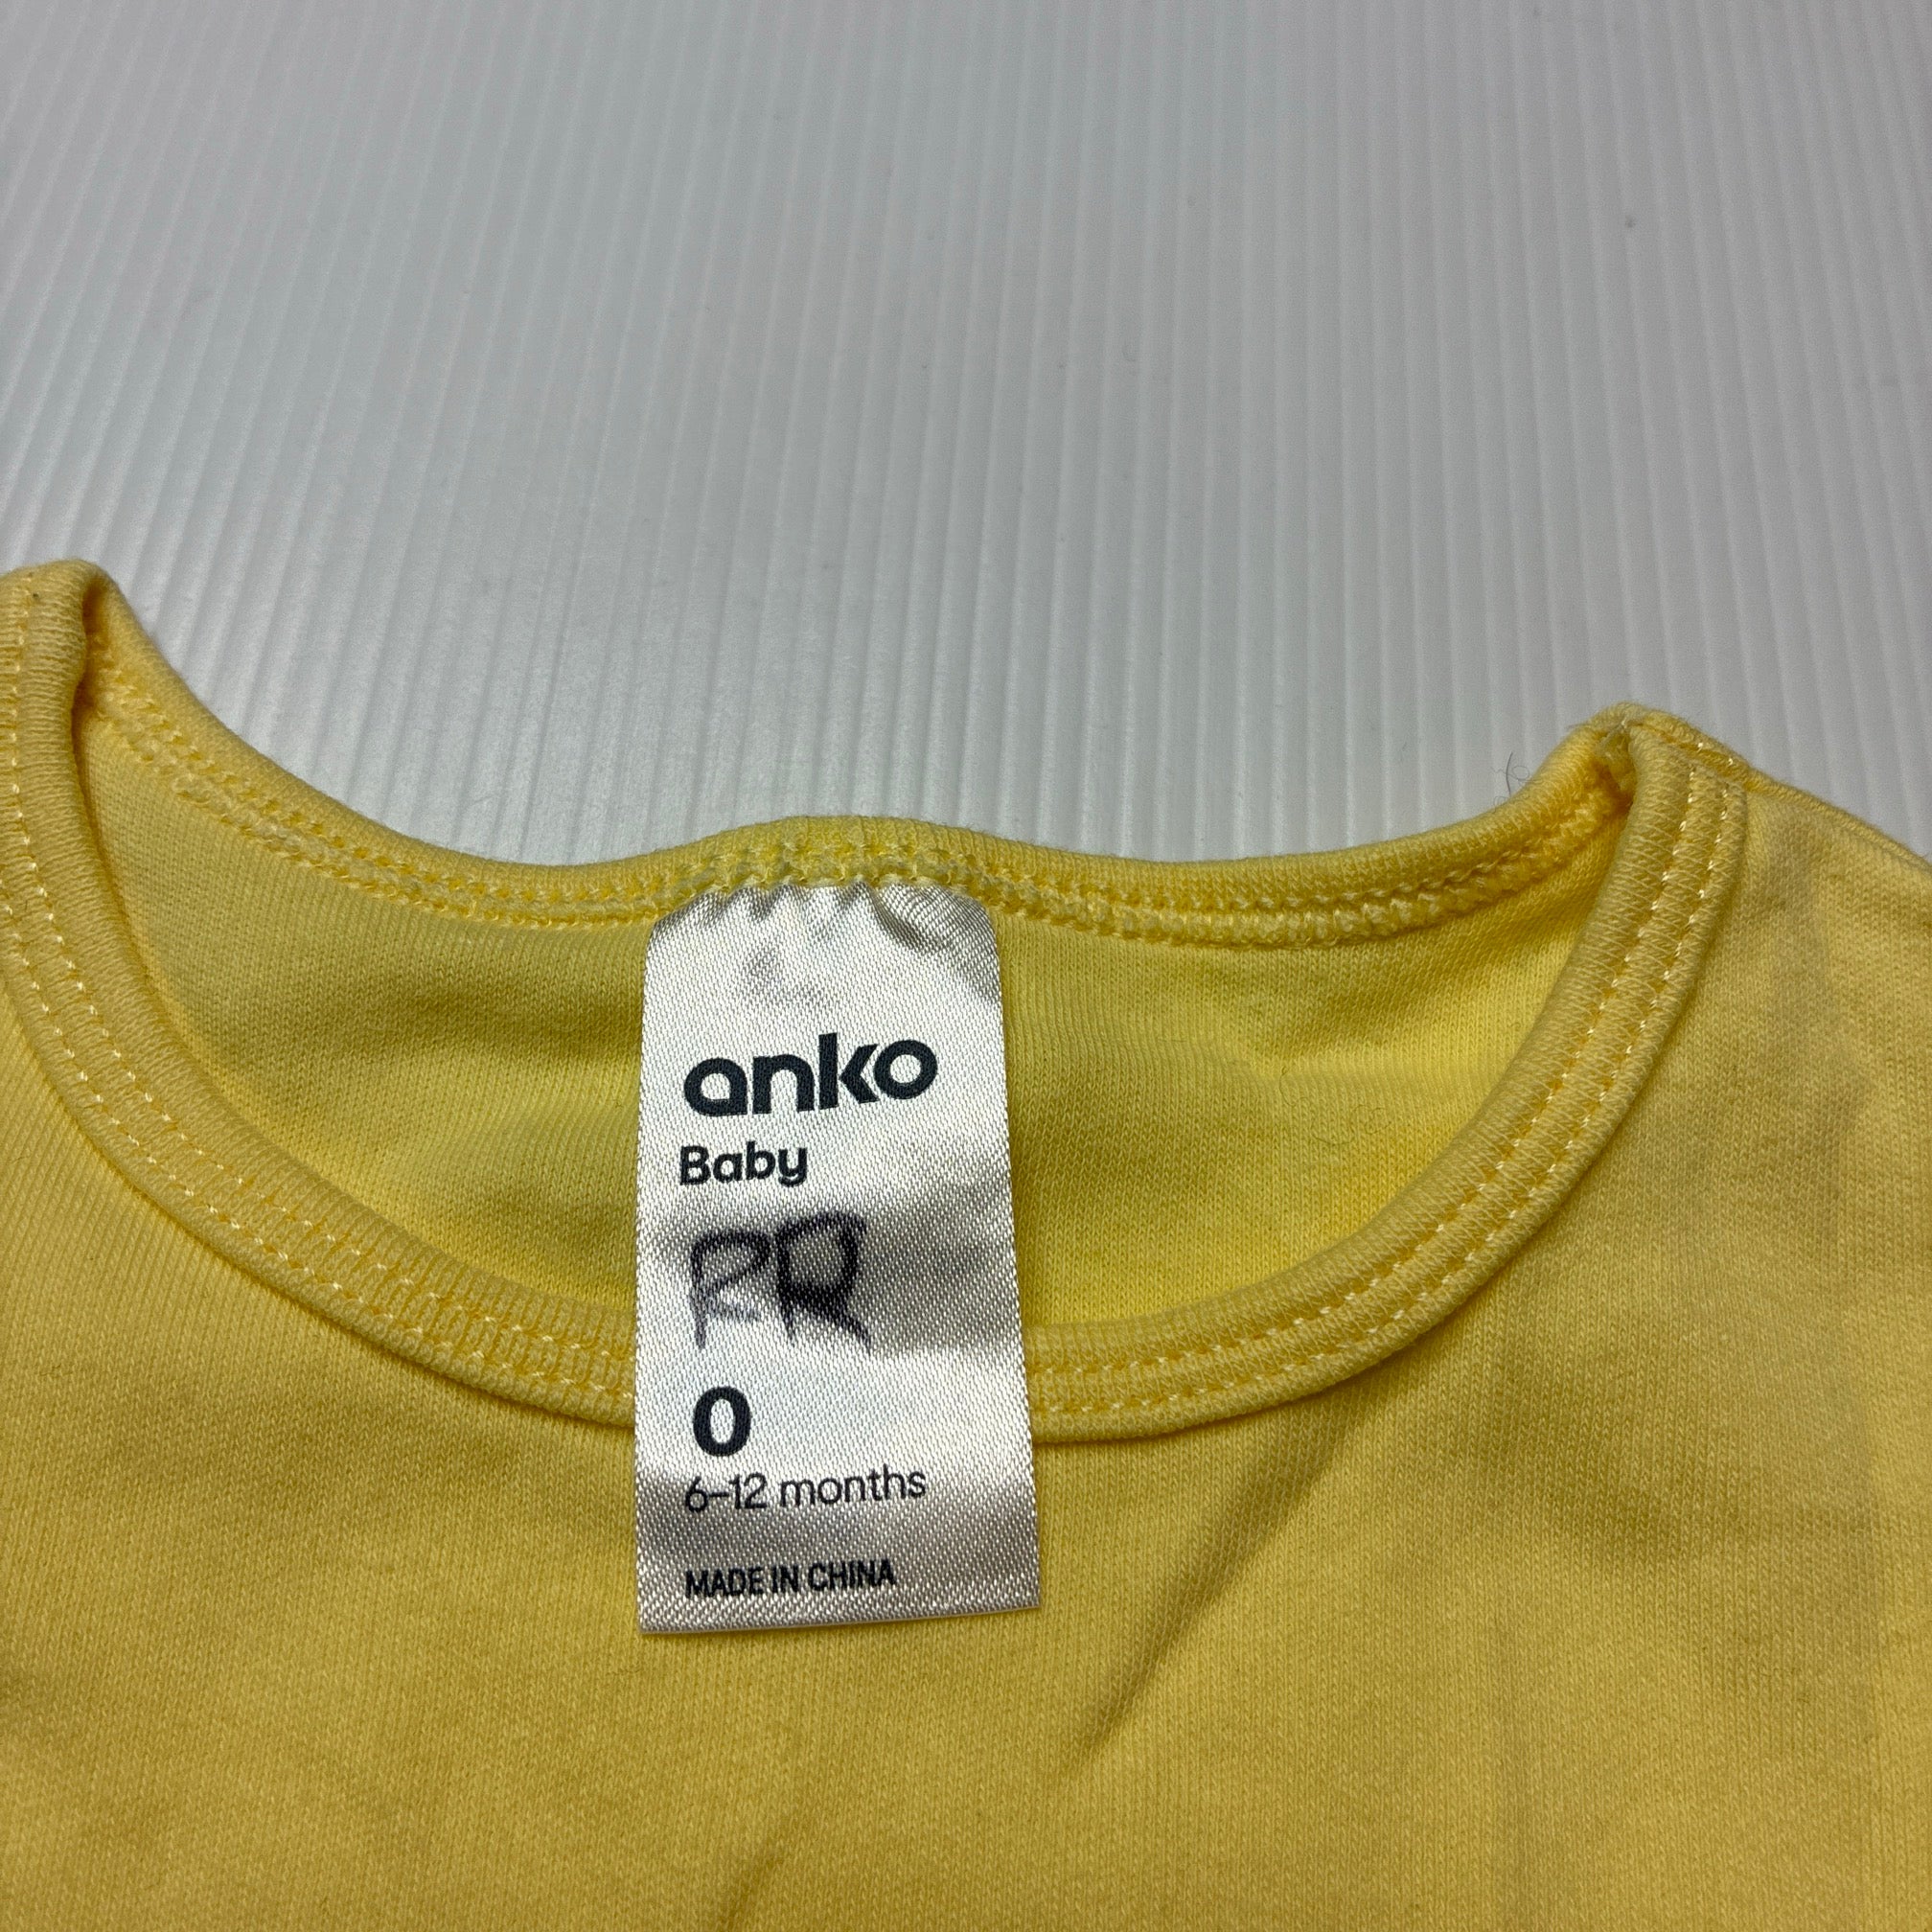 anko
Baby
RR
0
6–12 months
MADE IN CHINA